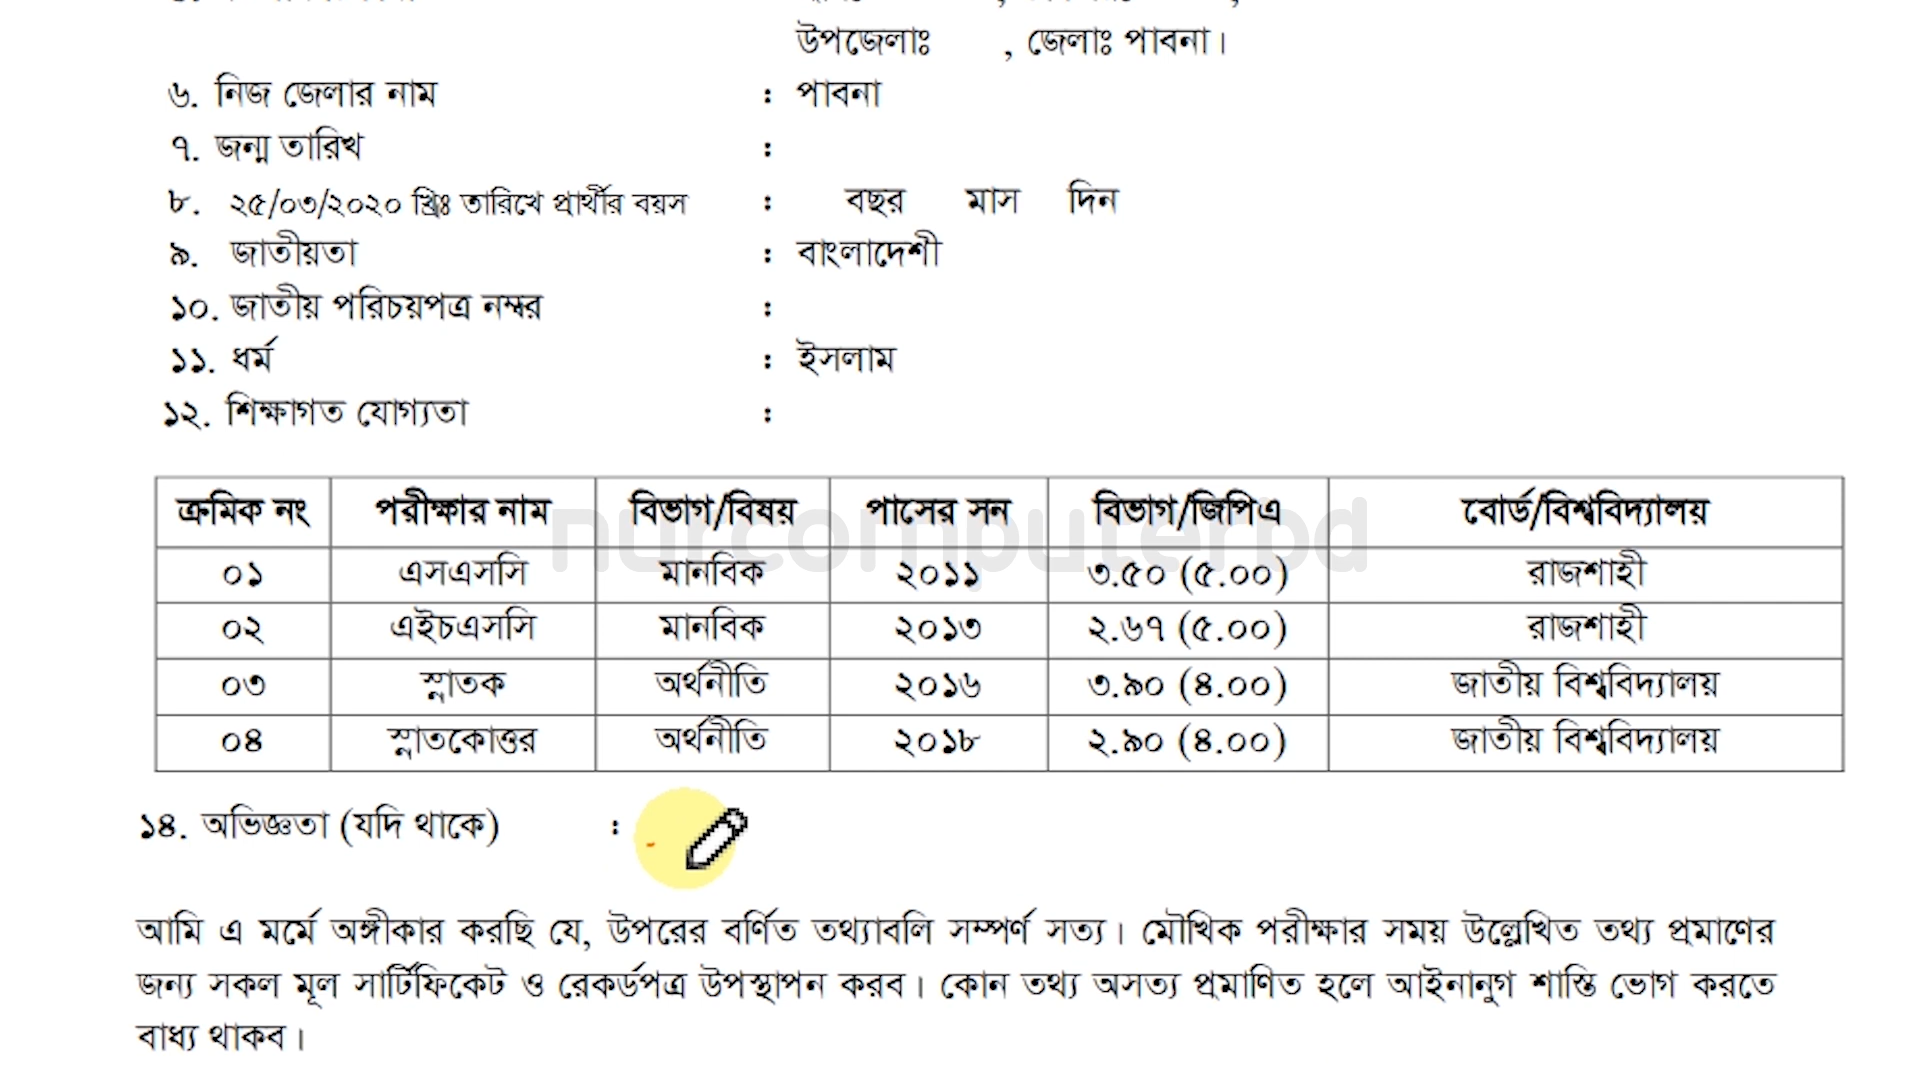 উপজেলাঃ , জেলাঃ পাবনা।
৬. নিজ জেলার নাম : পাবনা
৭. জন্ম তারিখ :
৮. ২৫/০৩/২০২০ খ্রিঃ তারিখে প্রার্থীর বয়স : বছর মাস দিন
৯. জাতীয়তা : বাংলাদেশী
১০. জাতীয় পরিচয়পত্র নম্বর :
১১. ধর্ম : ইসলাম
১২. শিক্ষাগত যোগ্যতা :
ক্রমিক নং পরীক্ষার নাম বিভাগ/বিষয় পাসের সন বিভাগ/জিপিএ বোর্ড/বিশ্ববিদ্যালয়
nurcomputerbd
০১ এসএসসি মানবিক ২০১১ ৩.৫০ (৫.০০) রাজশাহী
০২ এইচএসসি মানবিক ২০১৩ ২.৬৭ (৫.০০) রাজশাহী
০৩ স্নাতক অর্থনীতি ২০১৬ ৩.৯০ (৪.০০) জাতীয় বিশ্ববিদ্যালয়
০৪ স্নাতকোত্তর অর্থনীতি ২০১৮ ২.৯০ (৪.০০) জাতীয় বিশ্ববিদ্যালয়
১৪. অভিজ্ঞতা (যদি থাকে) :
আমি এ মর্মে অঙ্গীকার করছি যে, উপরের বর্ণিত তথ্যাবলি সম্পর্ণ সত্য। মৌখিক পরীক্ষার সময় উল্লেখিত তথ্য প্রমাণের
জন্য সকল মূল সার্টিফিকেট ও রেকর্ডপত্র উপস্থাপন করব। কোন তথ্য অসত্য প্রমাণিত হলে আইনানুগ শাস্তি ভোগ করতে
বাধ্য থাকব।